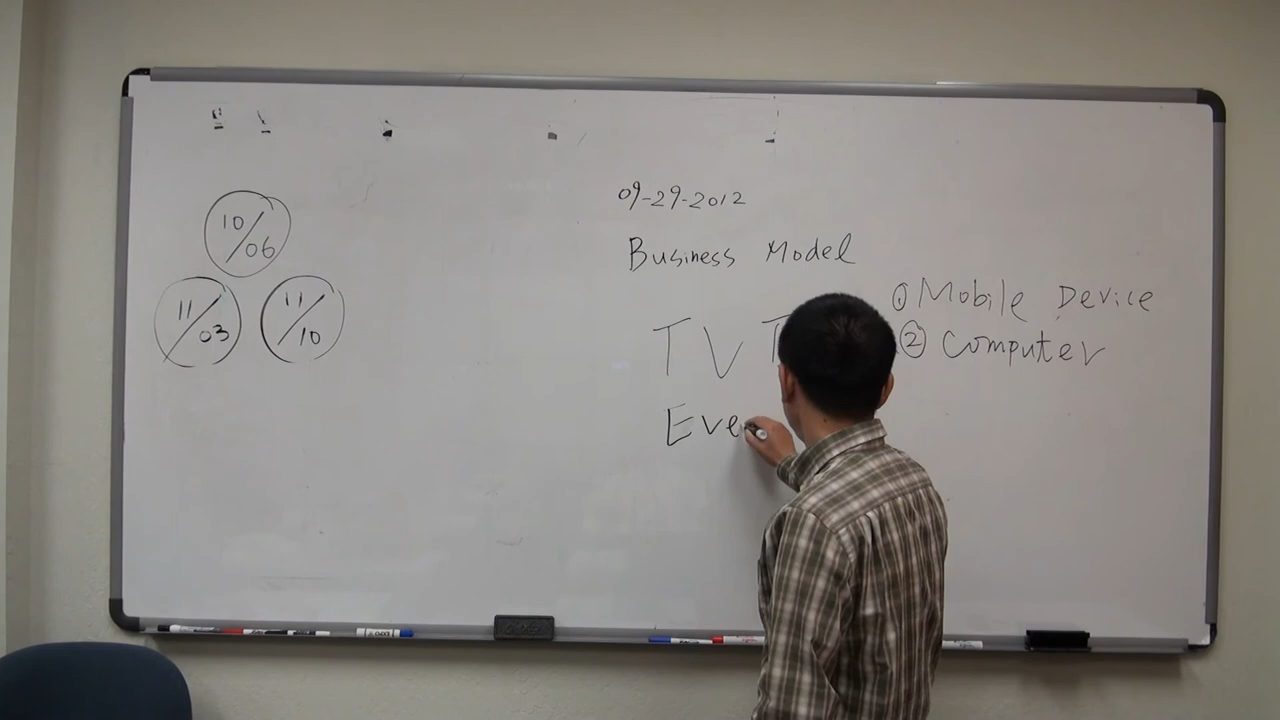 10/06
11/03
11/10
09-29-2012
Business Model
① Mobile Device
② Computer
TV T
Eve